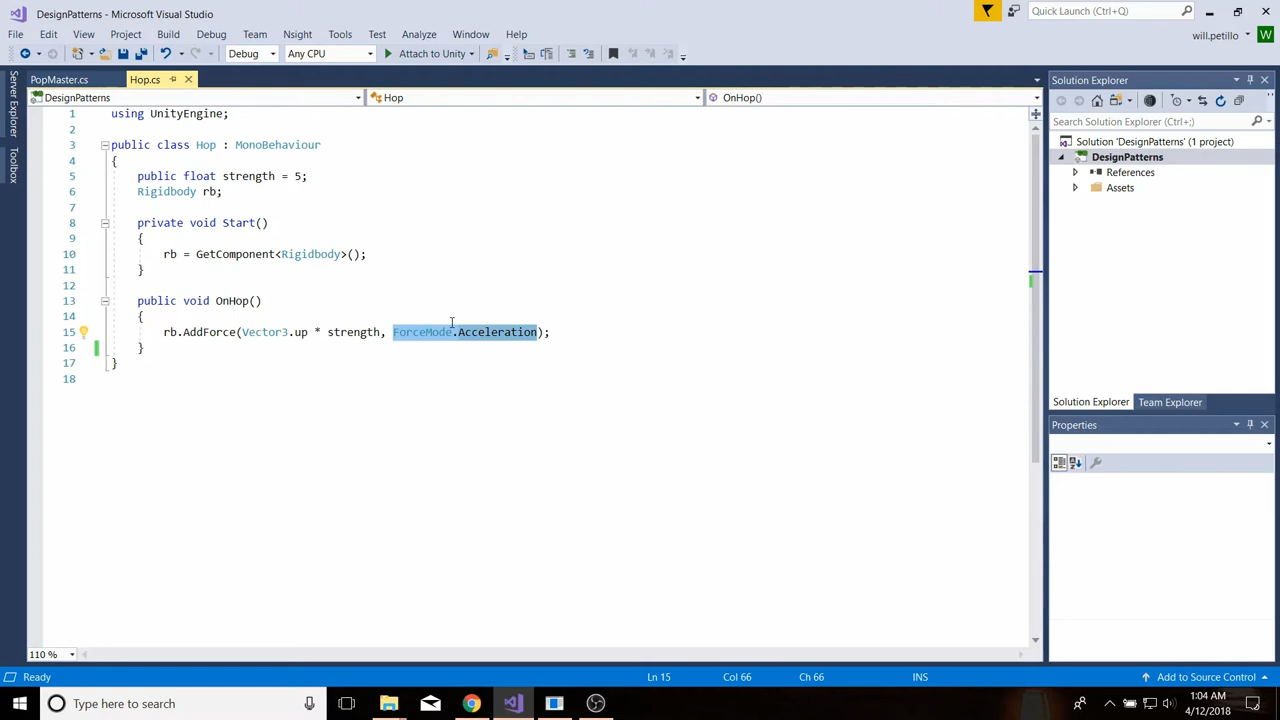 DesignPatterns - Microsoft Visual Studio
Quick Launch (Ctrl+Q)
File Edit View Project Build Debug Team Nsight Tools Test Analyze Window Help
will.petillo W
Debug Any CPU Attach to Unity
Server Explorer
Toolbox
PopMaster.cs Hop.cs
DesignPatterns Hop OnHop()
1 using UnityEngine;
2
3 public class Hop : MonoBehaviour
4 {
5 public float strength = 5;
6 Rigidbody rb;
7
8 private void Start()
9 {
10 rb = GetComponent<Rigidbody>();
11 }
12
13 public void OnHop()
14 {
15 rb.AddForce(Vector3.up * strength, ForceMode.Acceleration);
16 }
17 }
18
110 %
Solution Explorer
Search Solution Explorer (Ctrl+;)
Solution 'DesignPatterns' (1 project)
DesignPatterns
References
Assets
Solution Explorer Team Explorer
Properties
Ready Ln 15 Col 66 Ch 66 INS Add to Source Control
Type here to search
1:04 AM
4/12/2018